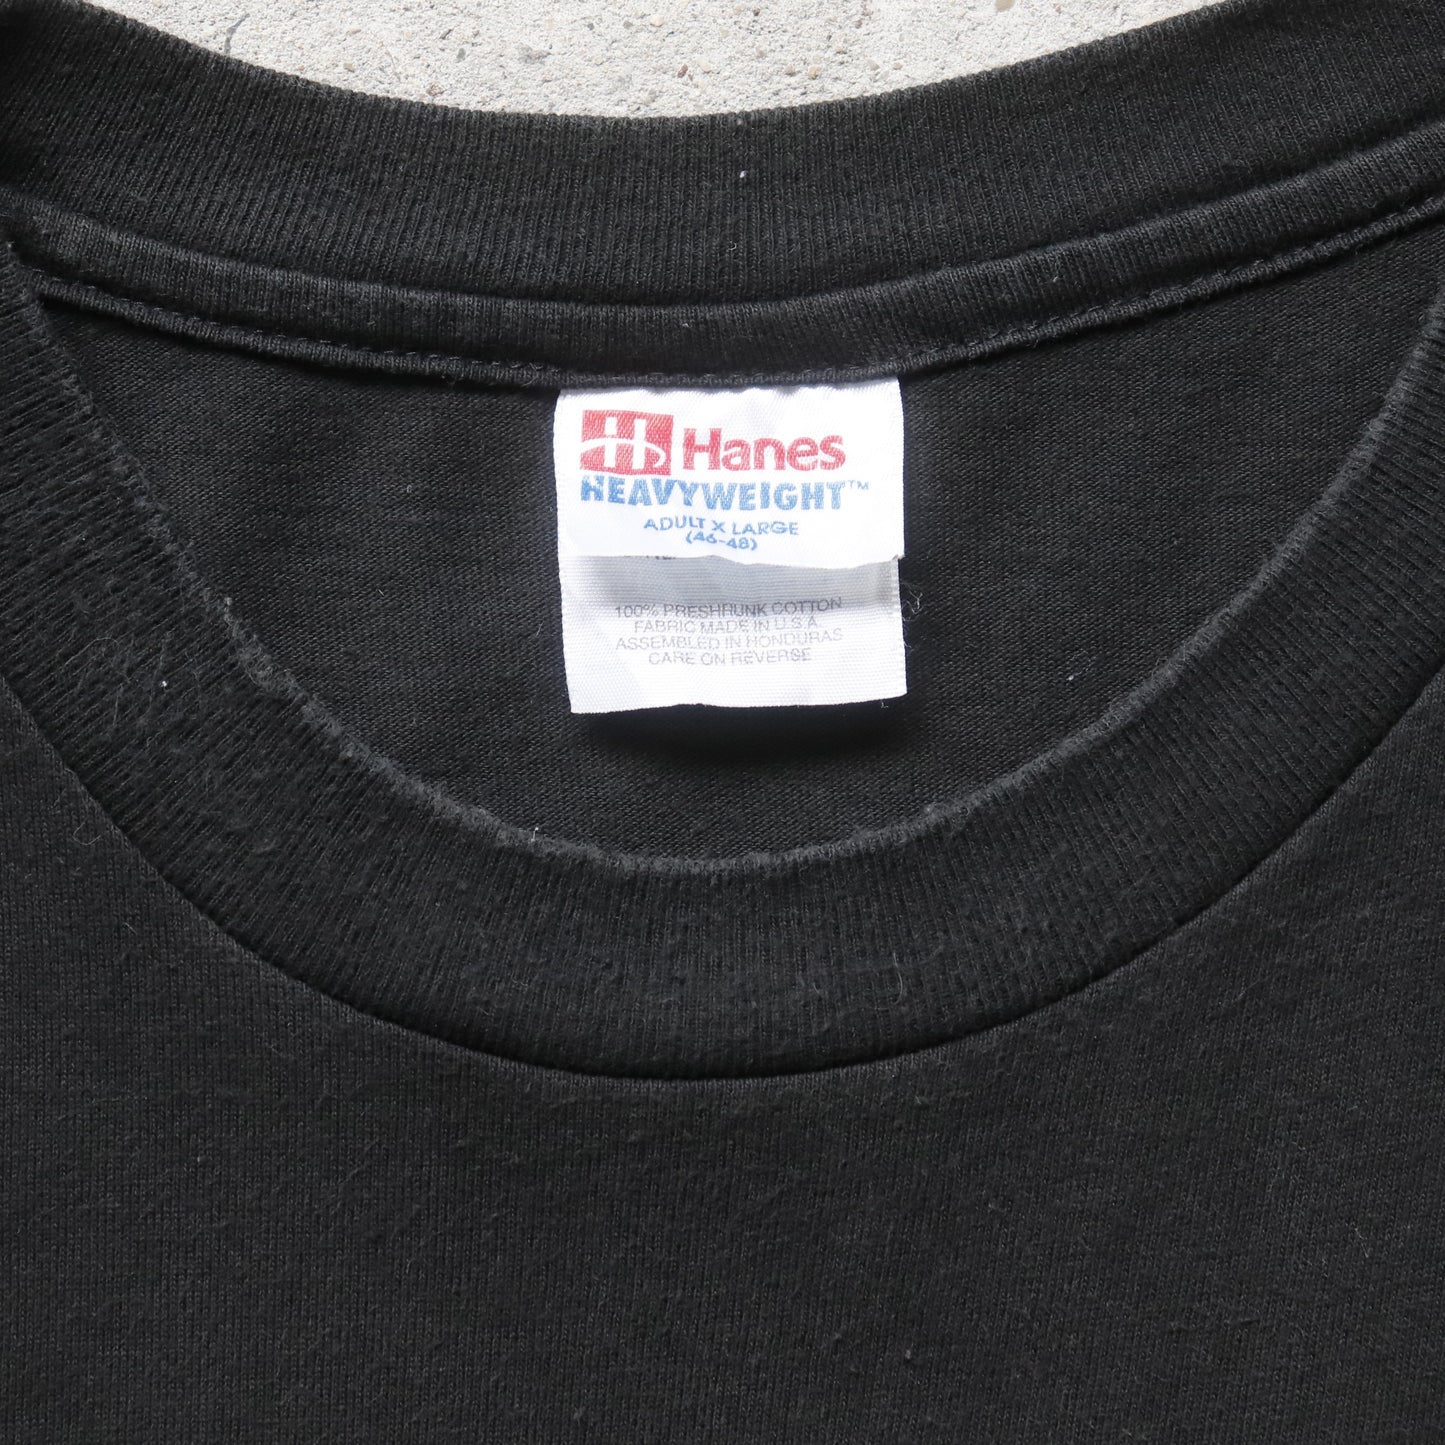 H Hanes
HEAVYWEIGHT™
ADULT X LARGE
(46-48)
100% PRESHRUNK COTTON
FABRIC MADE IN U.S.A.
ASSEMBLED IN HONDURAS
CARE ON REVERSE